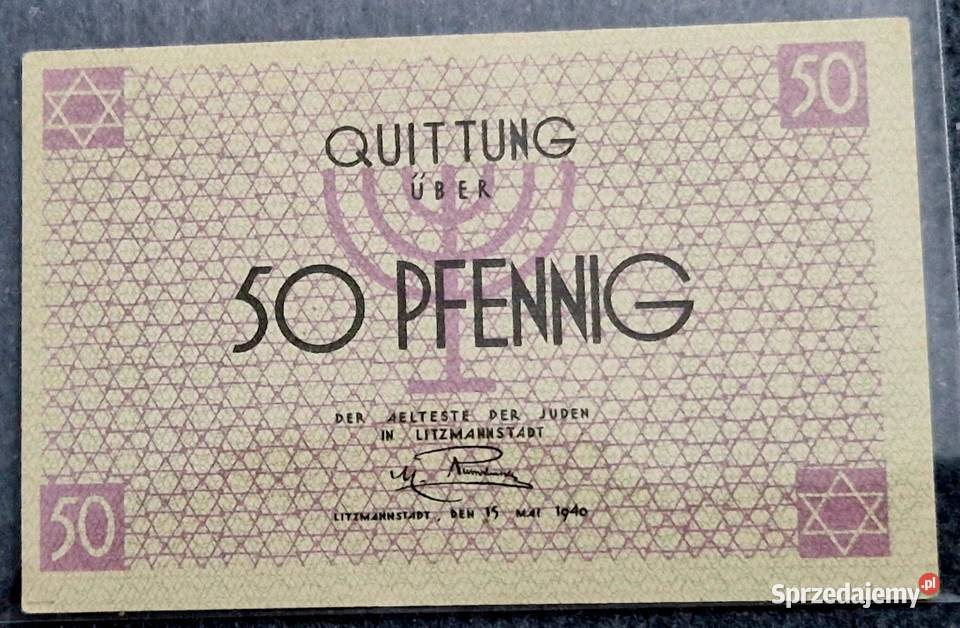 50
QUITTUNG
ÜBER
50 PFENNIG
DER AELTESTE DER JUDEN
IN LITZMANNSTADT
50
LITZMANNSTADT, DEN 15 MAI 1940
Sprzedajemy.pl